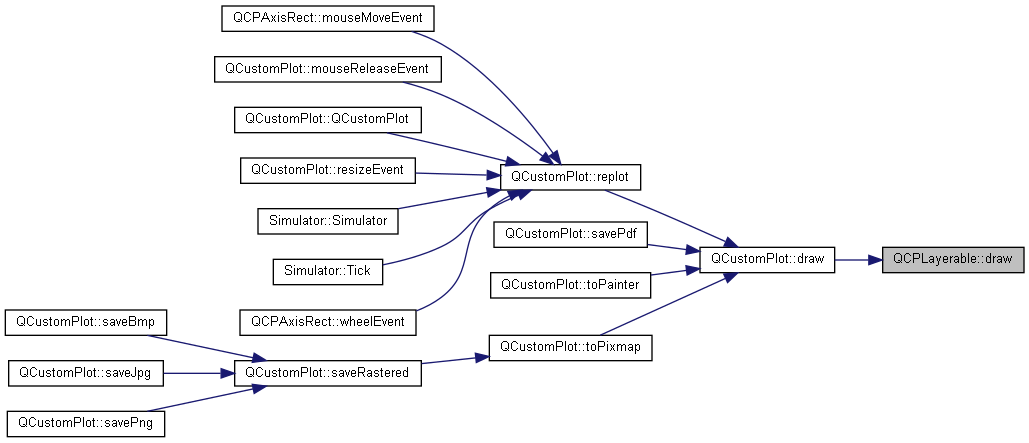 QCPAxisRect::mouseMoveEvent
QCustomPlot::mouseReleaseEvent
QCustomPlot::QCustomPlot
QCustomPlot::resizeEvent
QCustomPlot::replot
Simulator::Simulator
QCustomPlot::savePdf
QCustomPlot::draw
QCPLayerable::draw
Simulator::Tick
QCustomPlot::toPainter
QCPAxisRect::wheelEvent
QCustomPlot::saveBmp
QCustomPlot::toPixmap
QCustomPlot::saveJpg
QCustomPlot::saveRastered
QCustomPlot::savePng